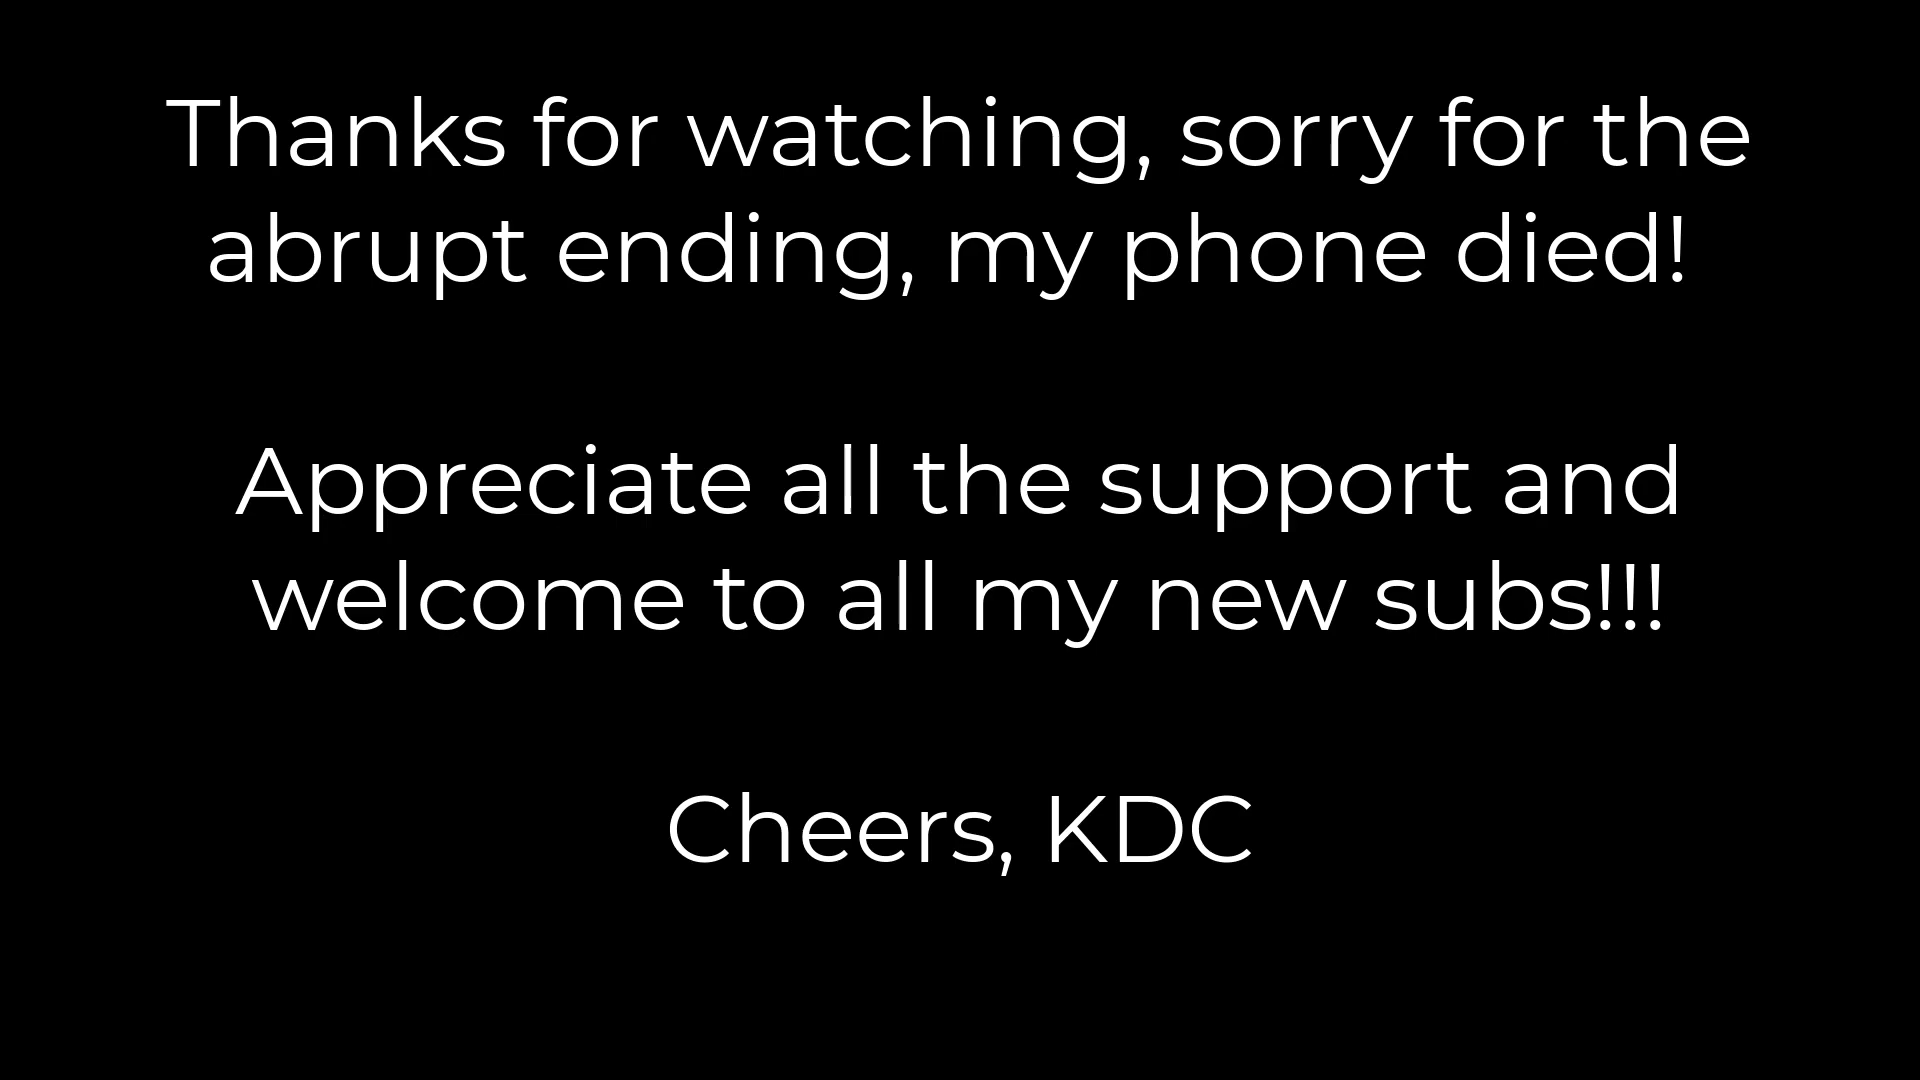 Thanks for watching, sorry for the
abrupt ending, my phone died!
Appreciate all the support and
welcome to all my new subs!!!
Cheers, KDC